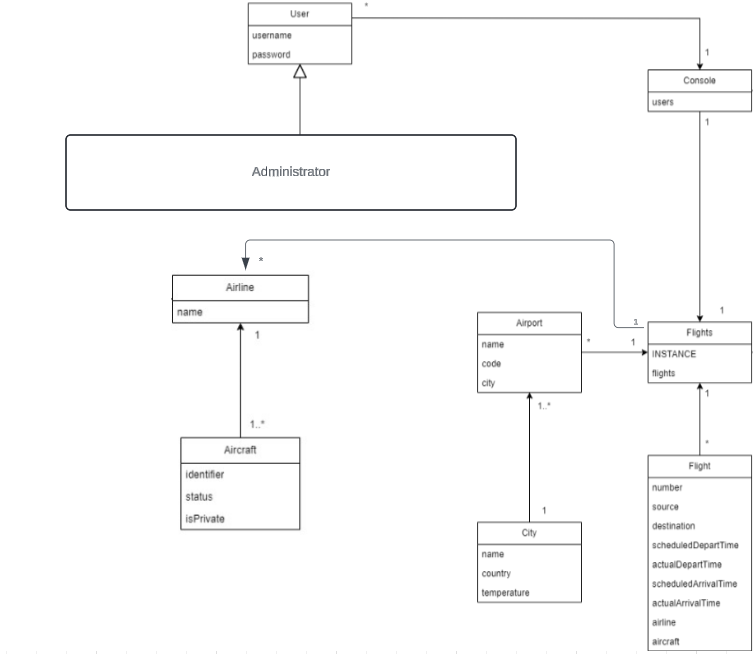 User
username
password
*
1
Console
users
1
Administrator
*
Airline
name
1
1..*
Aircraft
identifier
status
isPrivate
Airport
name
code
city
*
1
1..*
1
City
name
country
temperature
1
1
Flights
INSTANCE
flights
1
*
Flight
number
source
destination
scheduledDepartTime
actualDepartTime
scheduledArrivalTime
actualArrivalTime
airline
aircraft